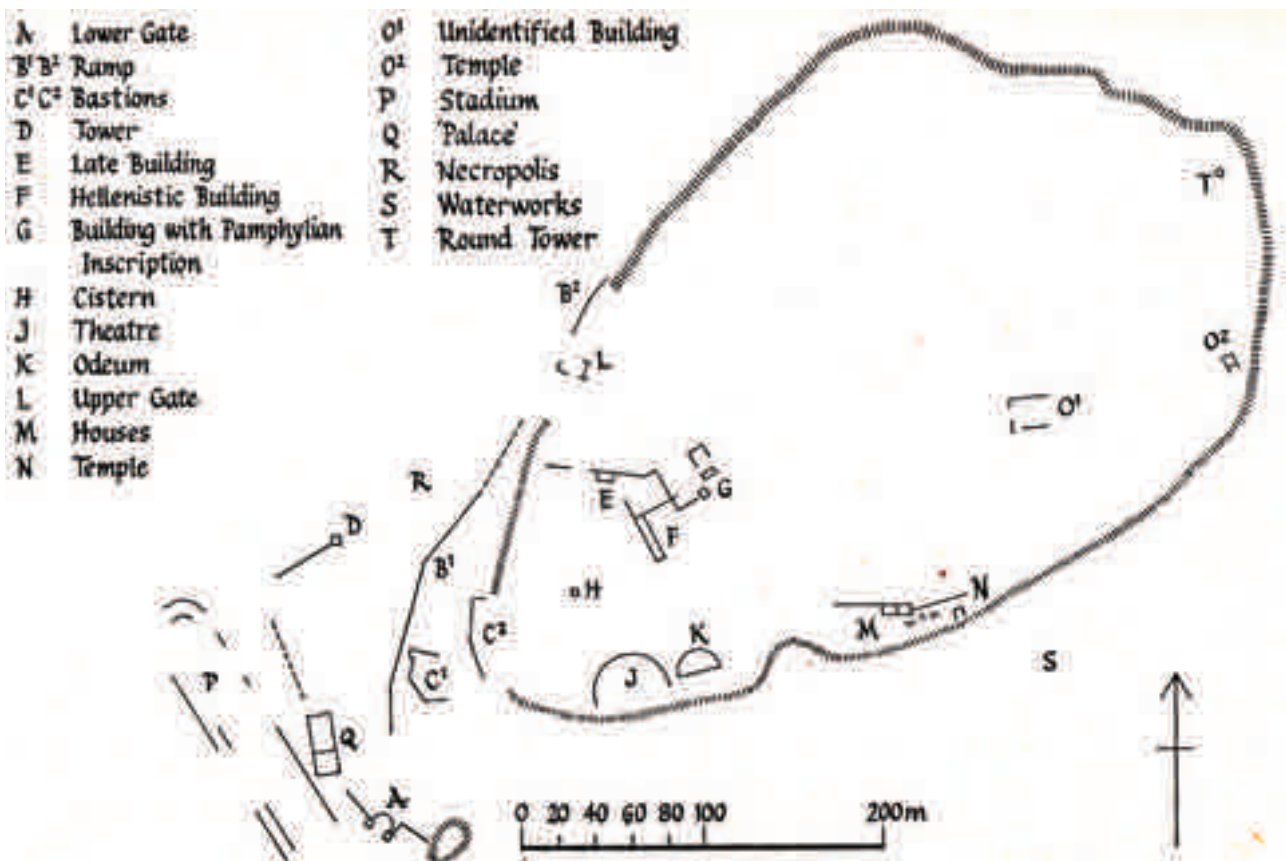 A Lower Gate
B¹ B² Ramp
C¹ C² Bastions
D Tower
E Late Building
F Hellenistic Building
G Building with Pamphylian
Inscription
H Cistern
J Theatre
K Odeum
L Upper Gate
M Houses
N Temple
O¹ Unidentified Building
O² Temple
P Stadium
Q 'Palace'
R Necropolis
S Waterworks
T Round Tower
T
B²
L
O²
O¹
R
E
G
D
F
B¹
H
N
K
M
C²
J
S
P
C¹
Q
A
0 20 40 60 80 100 200m